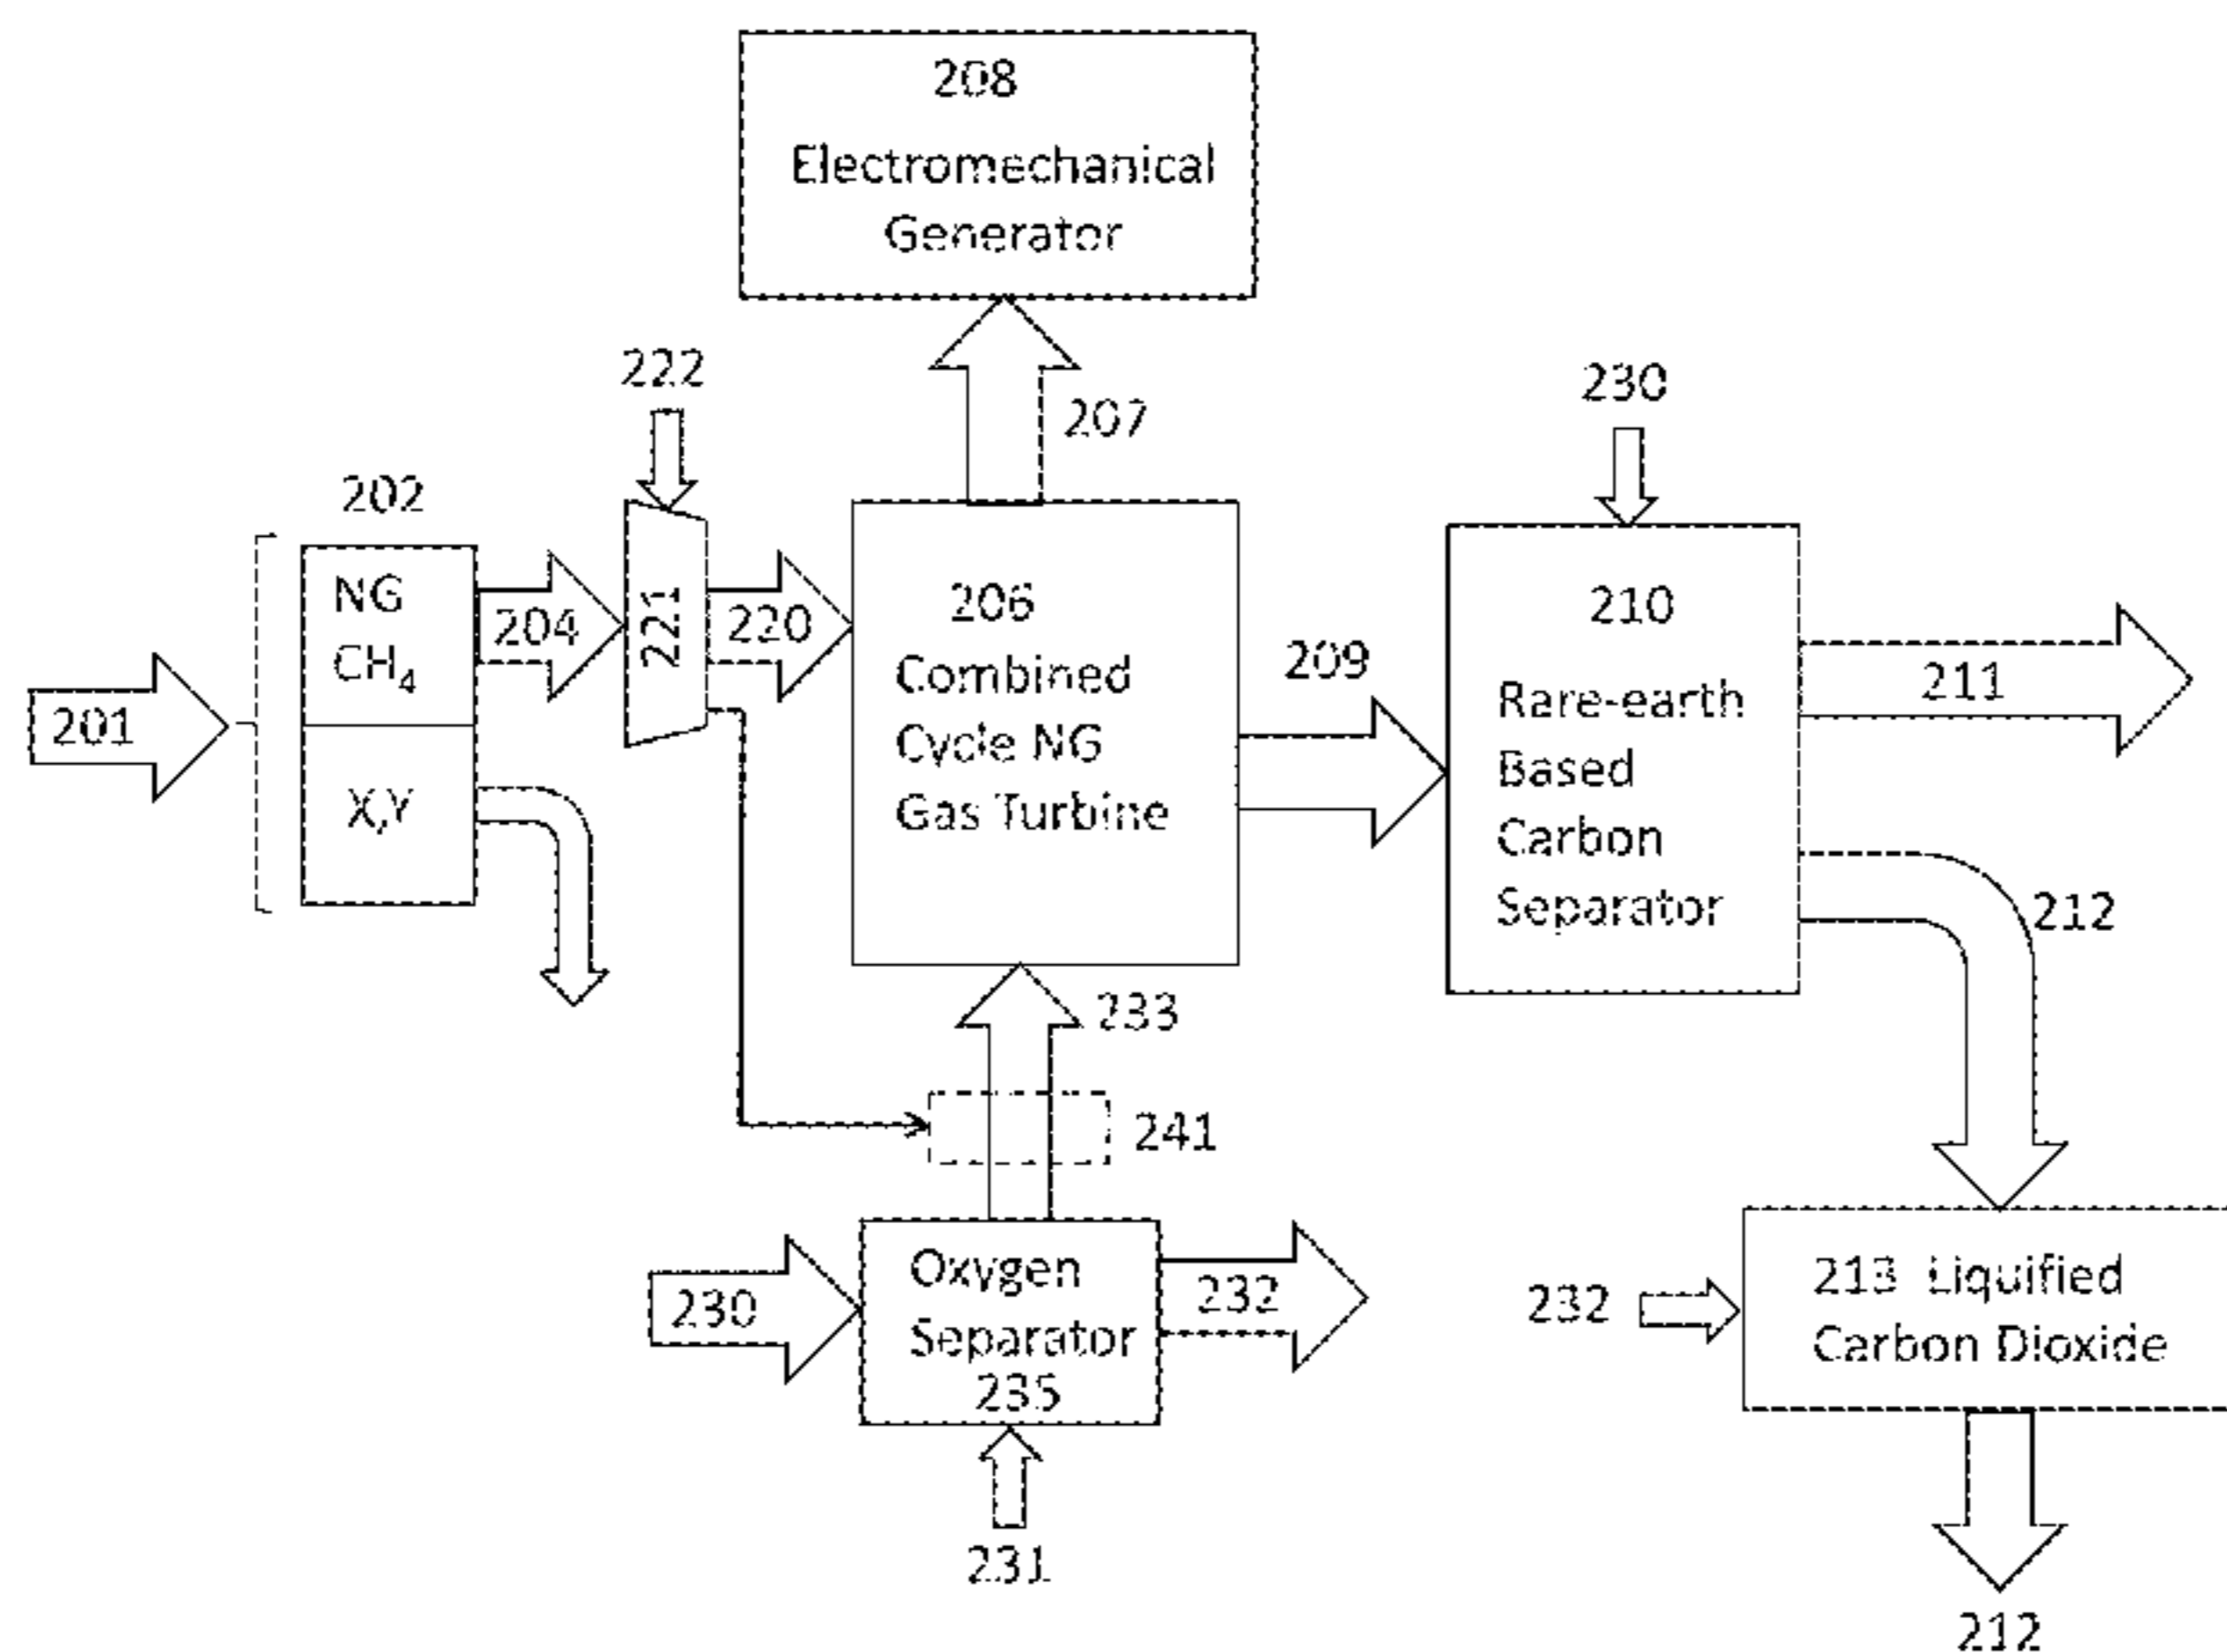 208
Electromechanical
Generator
222
207
230
202
NG
CH₄
204
221
220
206
Combined
Cycle NG
Gas Turbine
209
210
Rare-earth
Based
Carbon
Separator
211
201
X,Y
212
233
241
230
Oxygen
Separator
235
232
231
232
213 Liquified
Carbon Dioxide
212